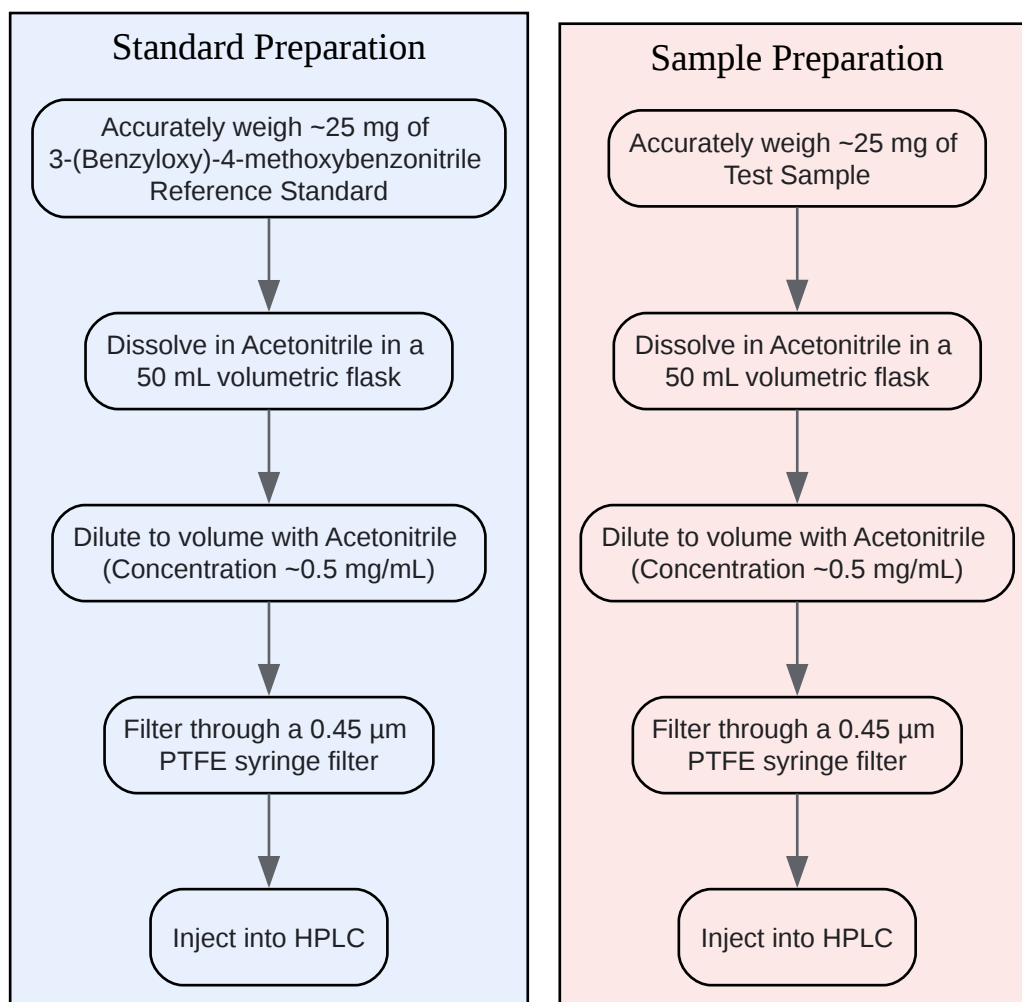 Standard Preparation
Accurately weigh ~25 mg of
3-(Benzyloxy)-4-methoxybenzonitrile
Reference Standard
Dissolve in Acetonitrile in a
50 mL volumetric flask
Dilute to volume with Acetonitrile
(Concentration ~0.5 mg/mL)
Filter through a 0.45 µm
PTFE syringe filter
Inject into HPLC
Sample Preparation
Accurately weigh ~25 mg of
Test Sample
Dissolve in Acetonitrile in a
50 mL volumetric flask
Dilute to volume with Acetonitrile
(Concentration ~0.5 mg/mL)
Filter through a 0.45 µm
PTFE syringe filter
Inject into HPLC